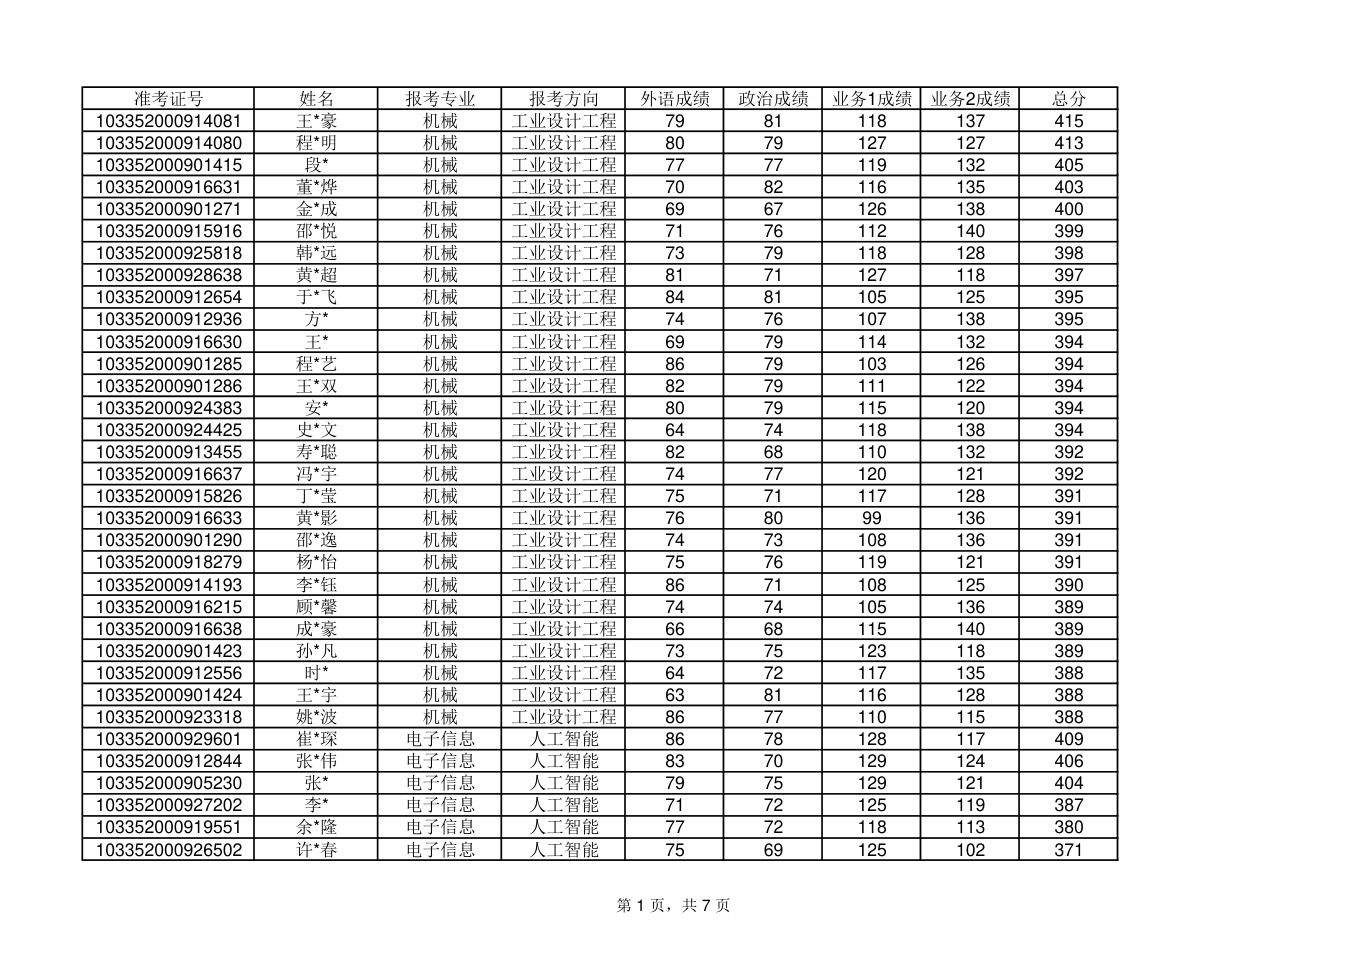 准考证号 姓名 报考专业 报考方向 外语成绩 政治成绩 业务1成绩 业务2成绩 总分
103352000914081 王*豪 机械 工业设计工程 79 81 118 137 415
103352000914080 程*明 机械 工业设计工程 80 79 127 127 413
103352000901415 段* 机械 工业设计工程 77 77 119 132 405
103352000916631 董*烨 机械 工业设计工程 70 82 116 135 403
103352000901271 金*成 机械 工业设计工程 69 67 126 138 400
103352000915916 邵*悦 机械 工业设计工程 71 76 112 140 399
103352000925818 韩*远 机械 工业设计工程 73 79 118 128 398
103352000928638 黄*超 机械 工业设计工程 81 71 127 118 397
103352000912654 于*飞 机械 工业设计工程 84 81 105 125 395
103352000912936 方* 机械 工业设计工程 74 76 107 138 395
103352000916630 王* 机械 工业设计工程 69 79 114 132 394
103352000901285 程*艺 机械 工业设计工程 86 79 103 126 394
103352000901286 王*双 机械 工业设计工程 82 79 111 122 394
103352000924383 安* 机械 工业设计工程 80 79 115 120 394
103352000924425 史*文 机械 工业设计工程 64 74 118 138 394
103352000913455 寿*聪 机械 工业设计工程 82 68 110 132 392
103352000916637 冯*宇 机械 工业设计工程 74 77 120 121 392
103352000915826 丁*莹 机械 工业设计工程 75 71 117 128 391
103352000916633 黄*影 机械 工业设计工程 76 80 99 136 391
103352000901290 邵*逸 机械 工业设计工程 74 73 108 136 391
103352000918279 杨*怡 机械 工业设计工程 75 76 119 121 391
103352000914193 李*钰 机械 工业设计工程 86 71 108 125 390
103352000916215 顾*馨 机械 工业设计工程 74 74 105 136 389
103352000916638 成*豪 机械 工业设计工程 66 68 115 140 389
103352000901423 孙*凡 机械 工业设计工程 73 75 123 118 389
103352000912556 时* 机械 工业设计工程 64 72 117 135 388
103352000901424 王*宇 机械 工业设计工程 63 81 116 128 388
103352000923318 姚*波 机械 工业设计工程 86 77 110 115 388
103352000929601 崔*琛 电子信息 人工智能 86 78 128 117 409
103352000912844 张*伟 电子信息 人工智能 83 70 129 124 406
103352000905230 张* 电子信息 人工智能 79 75 129 121 404
103352000927202 李* 电子信息 人工智能 71 72 125 119 387
103352000919551 余*隆 电子信息 人工智能 77 72 118 113 380
103352000926502 许*春 电子信息 人工智能 75 69 125 102 371
第 1 页，共 7 页